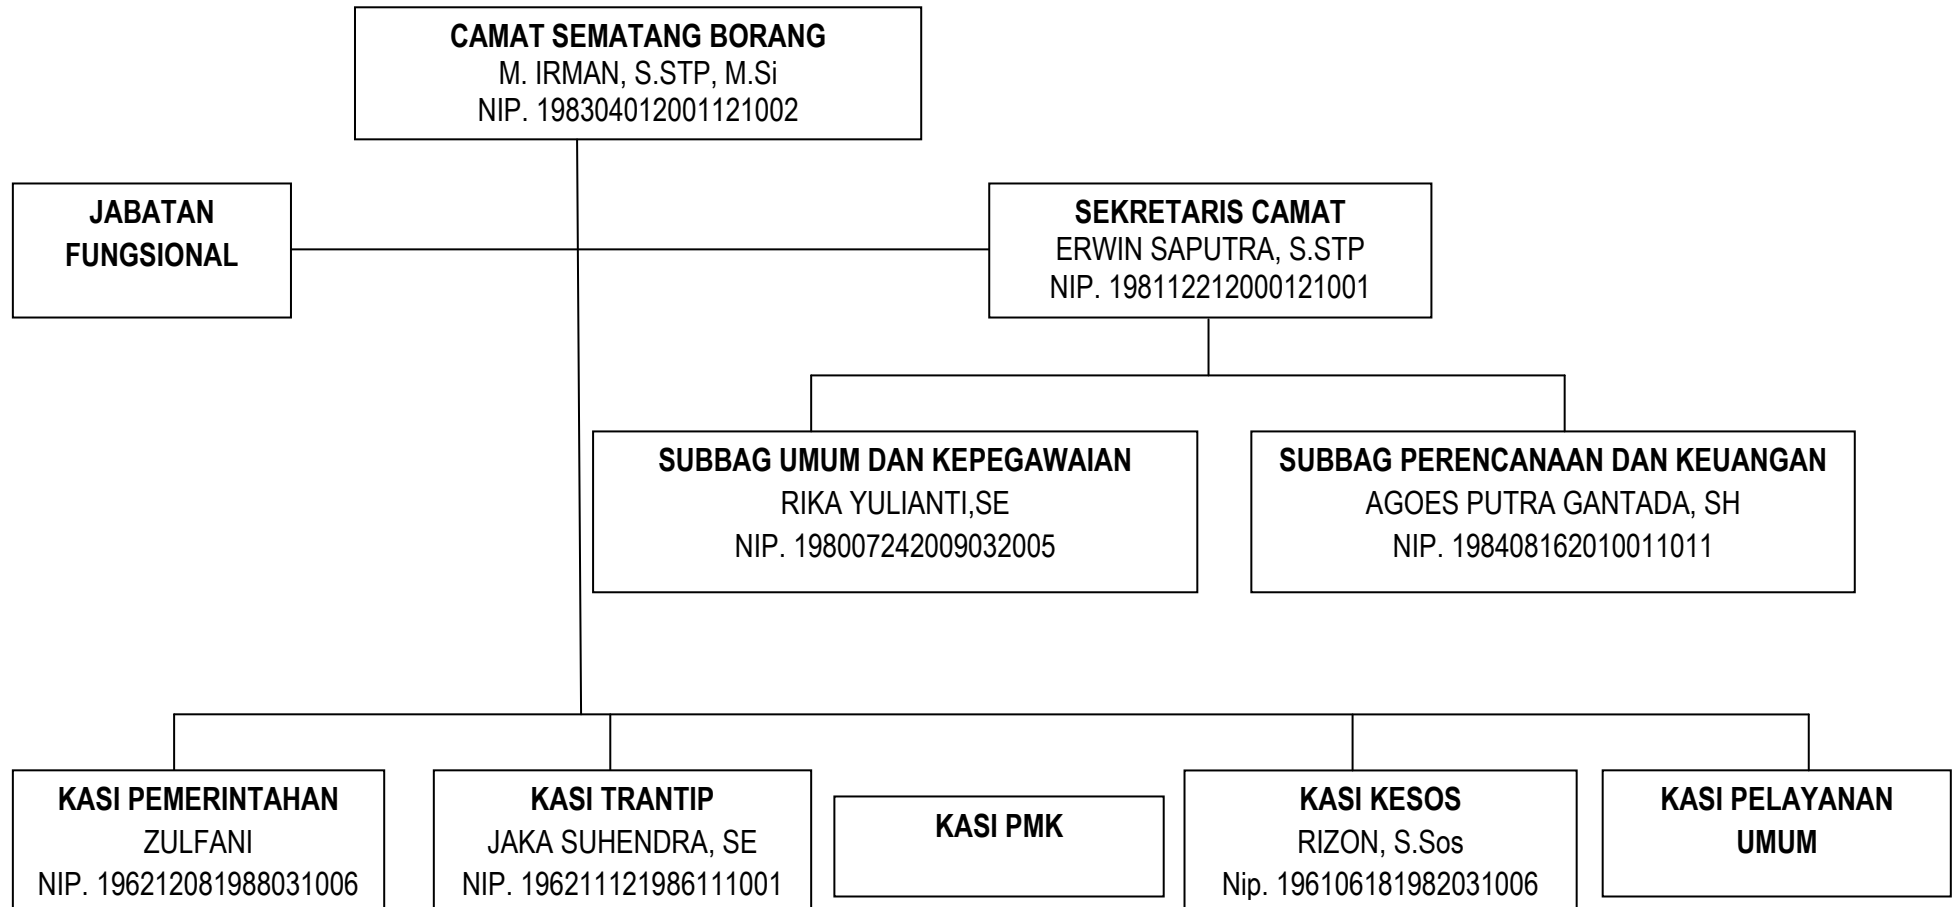 CAMAT SEMATANG BORANG
M. IRMAN, S.STP, M.Si
NIP. 198304012001121002
JABATAN
FUNGSIONAL
SEKRETARIS CAMAT
ERWIN SAPUTRA, S.STP
NIP. 198112212000121001
SUBBAG UMUM DAN KEPEGAWAIAN
RIKA YULIANTI,SE
NIP. 198007242009032005
SUBBAG PERENCANAAN DAN KEUANGAN
AGOES PUTRA GANTADA, SH
NIP. 198408162010011011
KASI PEMERINTAHAN
ZULFANI
NIP. 196212081988031006
KASI TRANTIP
JAKA SUHENDRA, SE
NIP. 196211121986111001
KASI PMK
KASI KESOS
RIZON, S.Sos
Nip. 196106181982031006
KASI PELAYANAN
UMUM